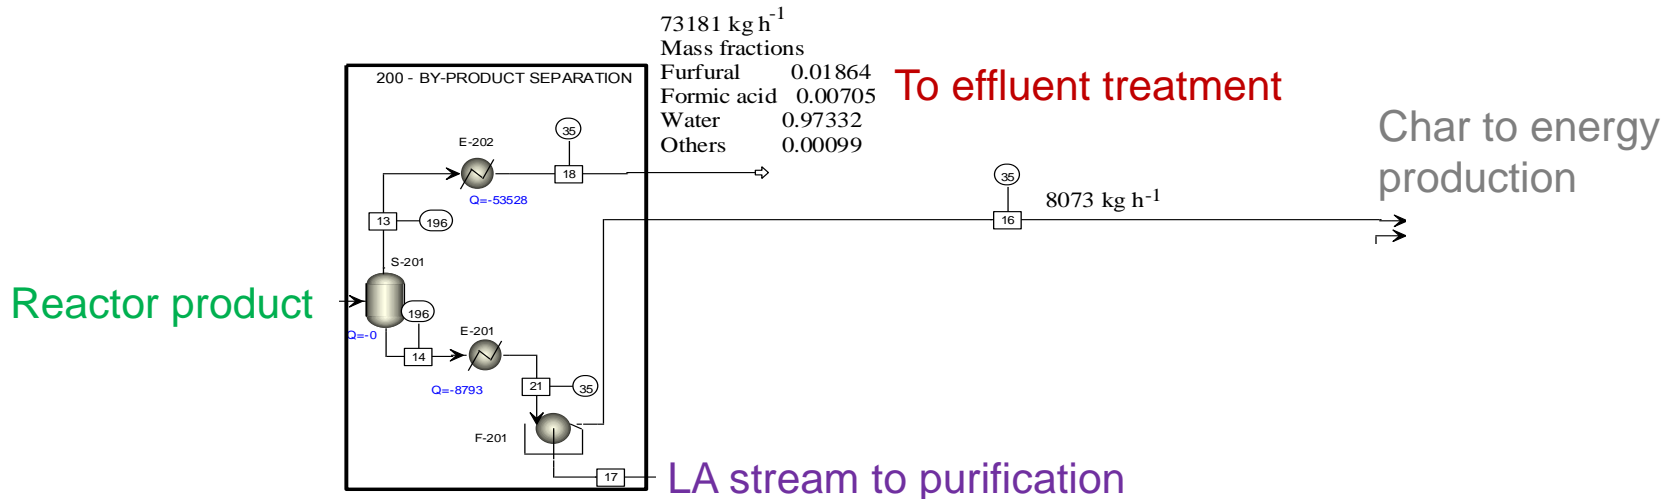 73181 kg h-1
Mass fractions
200 - BY-PRODUCT SEPARATION
Furfural 0.01864
Formic acid 0.00705
Water 0.97332
Others 0.00099
To effluent treatment
Char to energy
production
35
E-202
18
Q=-53528
13
196
35
16
8073 kg h-1
S-201
Reactor product
196
Q=-0
E-201
14
Q=-8793
21
35
F-201
17
LA stream to purification